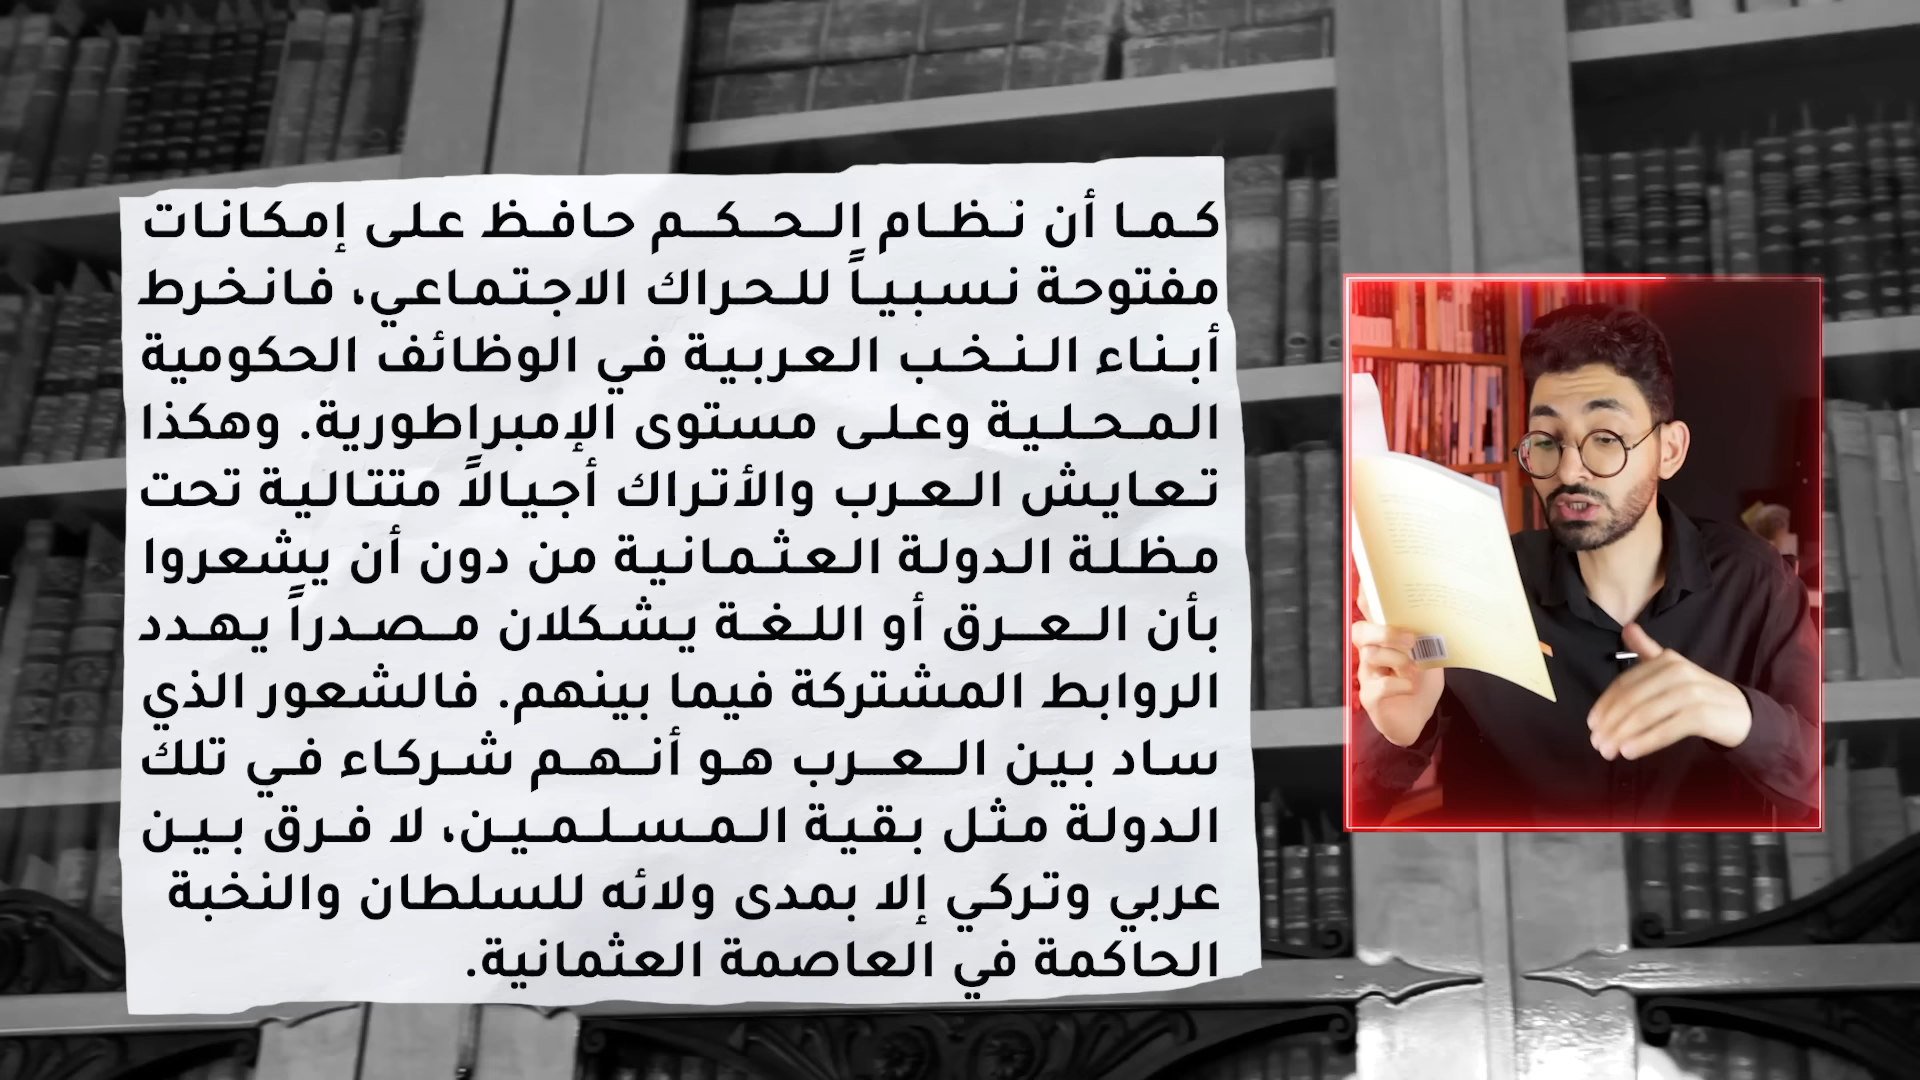 كما أن نظام الحكم حافظ على إمكانات
مفتوحة نسبياً للحراك الاجتماعي، فانخرط
أبناء النخب العربية في الوظائف الحكومية
المحلية وعلى مستوى الإمبراطورية. وهكذا
تعايش العرب والأتراك أجيالاً متتالية تحت
مظلة الدولة العثمانية من دون أن يشعروا
بأن العرق أو اللغة يشكلان مصدراً يهدد
الروابط المشتركة فيما بينهم. فالشعور الذي
ساد بين العرب هو أنهم شركاء في تلك
الدولة مثل بقية المسلمين، لا فرق بين
عربي وتركي إلا بمدى ولائه للسلطان والنخبة
الحاكمة في العاصمة العثمانية.